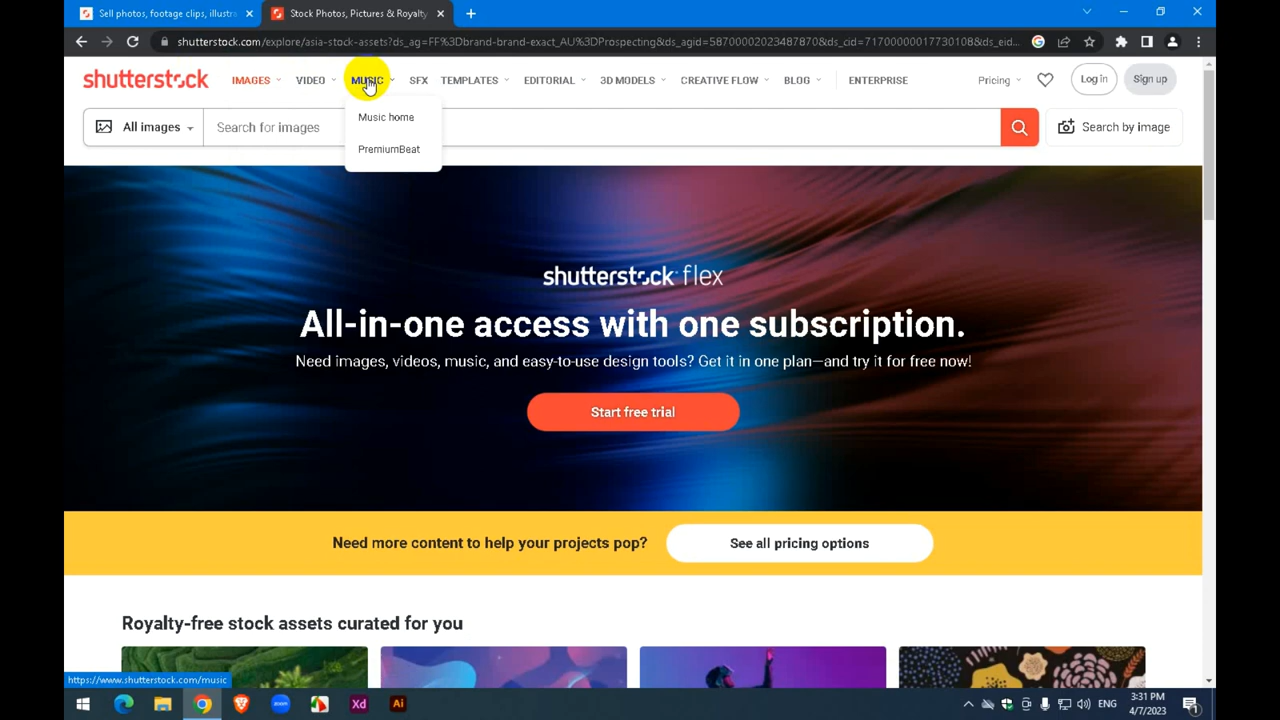 Sell photos, footage clips, illustra
Stock Photos, Pictures & Royalty
shutterstock.com/explore/asia-stock-assets?ds_ag=FF%3Dbrand-brand-exact_AU%3DProspecting&ds_agid=58700002023487870&ds_cid=71700000017730108&ds_eid...
shutterstock
IMAGES
VIDEO
MUSIC
SFX
TEMPLATES
EDITORIAL
3D MODELS
CREATIVE FLOW
BLOG
ENTERPRISE
Pricing
Log in
Sign up
All images
Search for images
Search by image
Music home
PremiumBeat
shutterstock flex
All-in-one access with one subscription.
Need images, videos, music, and easy-to-use design tools? Get it in one plan—and try it for free now!
Start free trial
Need more content to help your projects pop?
See all pricing options
Royalty-free stock assets curated for you
https://www.shutterstock.com/music
Xd
Ai
ENG
3:31 PM
4/7/2023
1